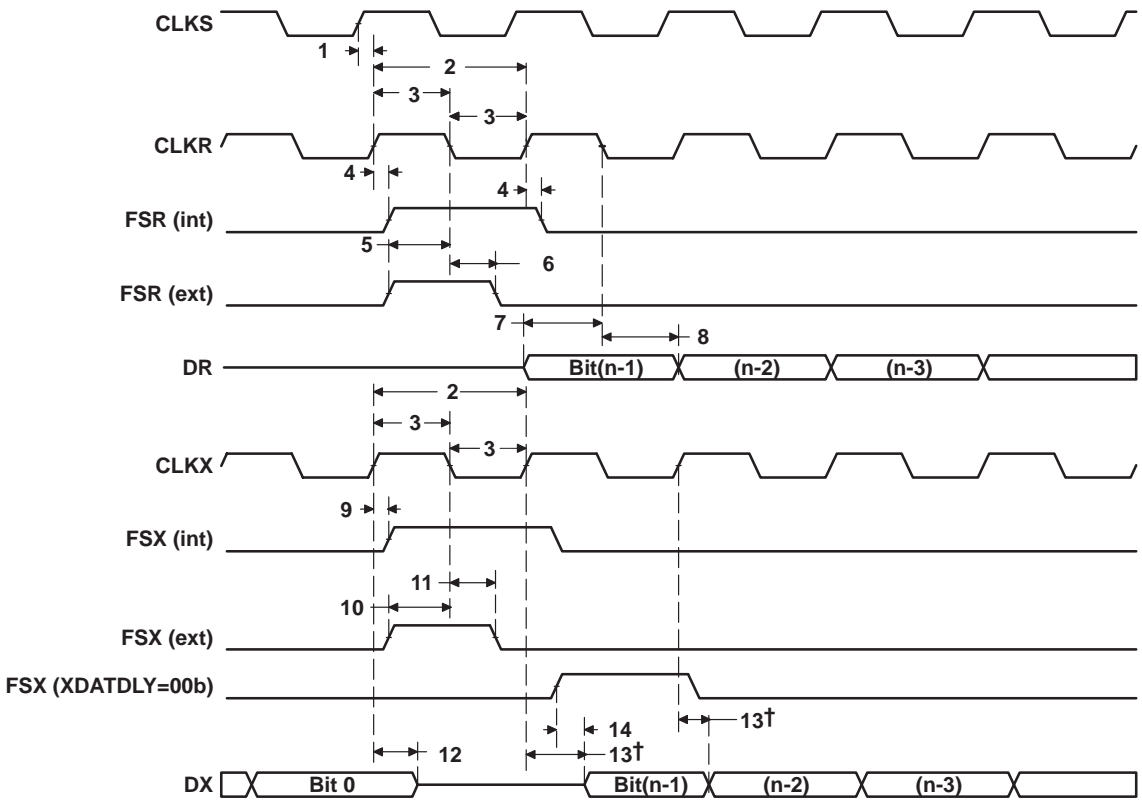 CLKS
1
2
3
3
CLKR
4
4
FSR (int)
5
6
FSR (ext)
7
8
DR
Bit(n-1)
(n-2)
(n-3)
2
3
3
CLKX
9
FSX (int)
11
10
FSX (ext)
FSX (XDATDLY=00b)
13†
14
12
13†
DX
Bit 0
Bit(n-1)
(n-2)
(n-3)